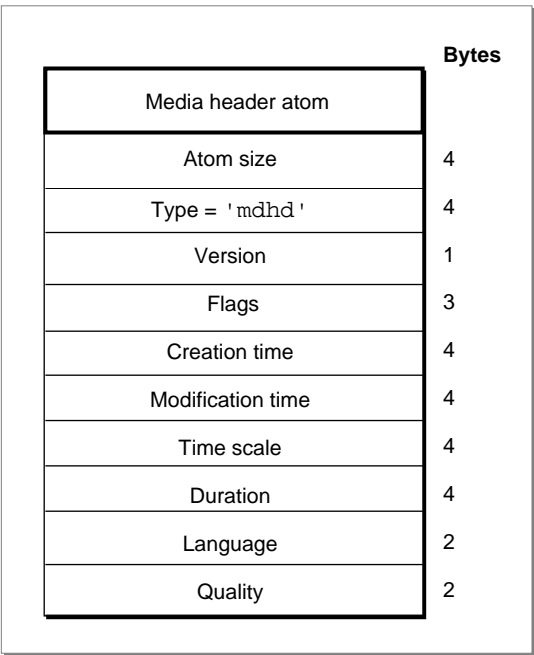 Bytes
Media header atom
Atom size 4
Type = 'mdhd' 4
Version 1
Flags 3
Creation time 4
Modification time 4
Time scale 4
Duration 4
Language 2
Quality 2